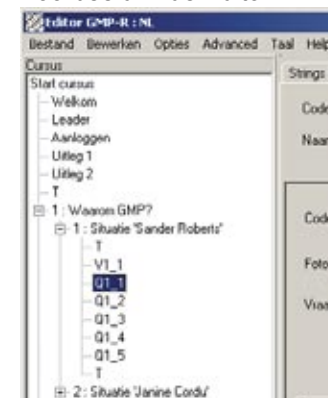 Editor GMP-R : NL
Bestand Bewerken Opties Advanced Taal Help
Cursus
Start cursus
Welkom
Leader
Aanloggen
Uitleg 1
Uitleg 2
T
1 : Waarom GMP?
1 : Situatie 'Sander Roberts'
T
V1_1
Q1_1
Q1_2
Q1_3
Q1_4
Q1_5
T
2 : Situatie 'Janine Cordu'
Strings
Code
Naam
Code
Foto